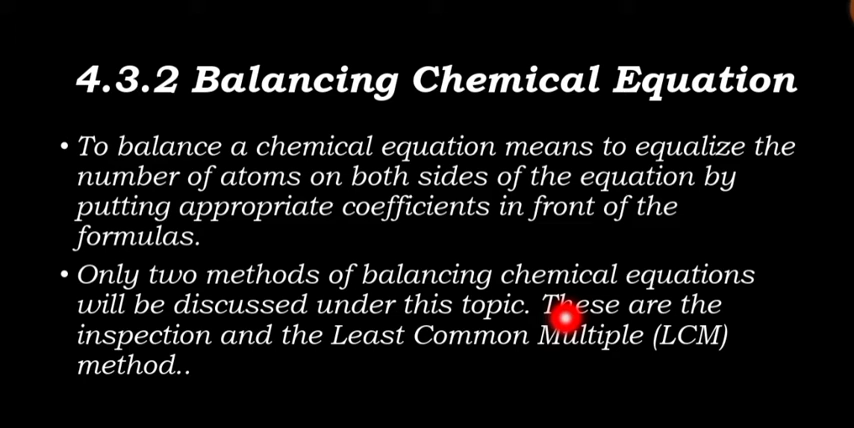 4.3.2 Balancing Chemical Equation
• To balance a chemical equation means to equalize the
number of atoms on both sides of the equation by
putting appropriate coefficients in front of the
formulas.
• Only two methods of balancing chemical equations
will be discussed under this topic. These are the
inspection and the Least Common Multiple (LCM)
method..